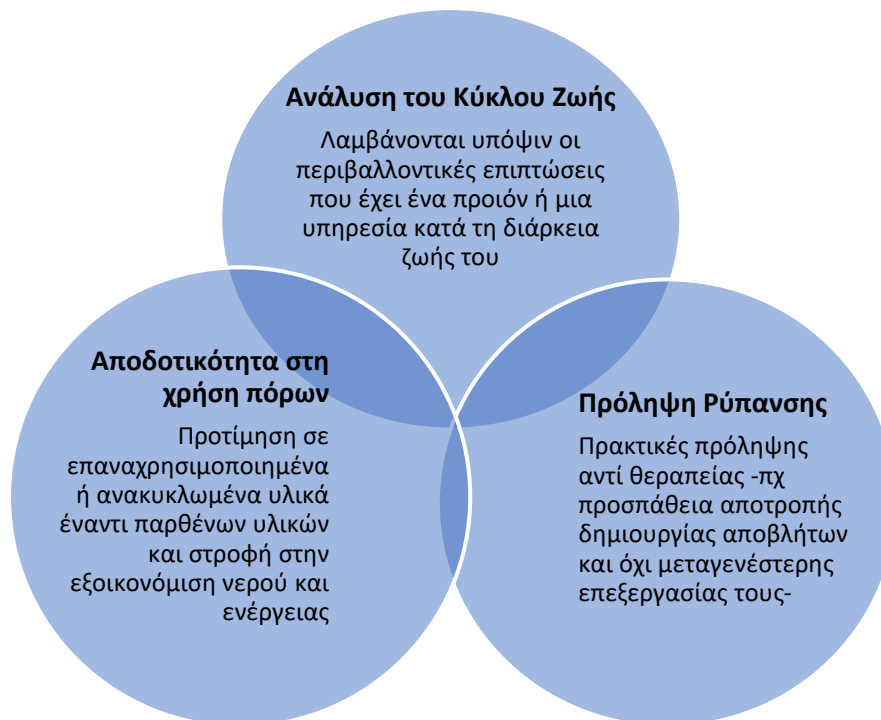 Ανάλυση του Κύκλου Ζωής
Λαμβάνονται υπόψιν οι
περιβαλλοντικές επιπτώσεις
που έχει ένα προιόν ή μια
υπηρεσία κατά τη διάρκεια
ζωής του
Αποδοτικότητα στη
χρήση πόρων
Προτίμηση σε
επαναχρησιμοποιημένα
ή ανακυκλωμένα υλικά
έναντι παρθένων υλικών
και στροφή στην
εξοικονόμιση νερού και
ενέργειας
Πρόληψη Ρύπανσης
Πρακτικές πρόληψης
αντί θεραπείας -πχ
προσπάθεια αποτροπής
δημιουργίας αποβλήτων
και όχι μεταγενέστερης
επεξεργασίας τους-